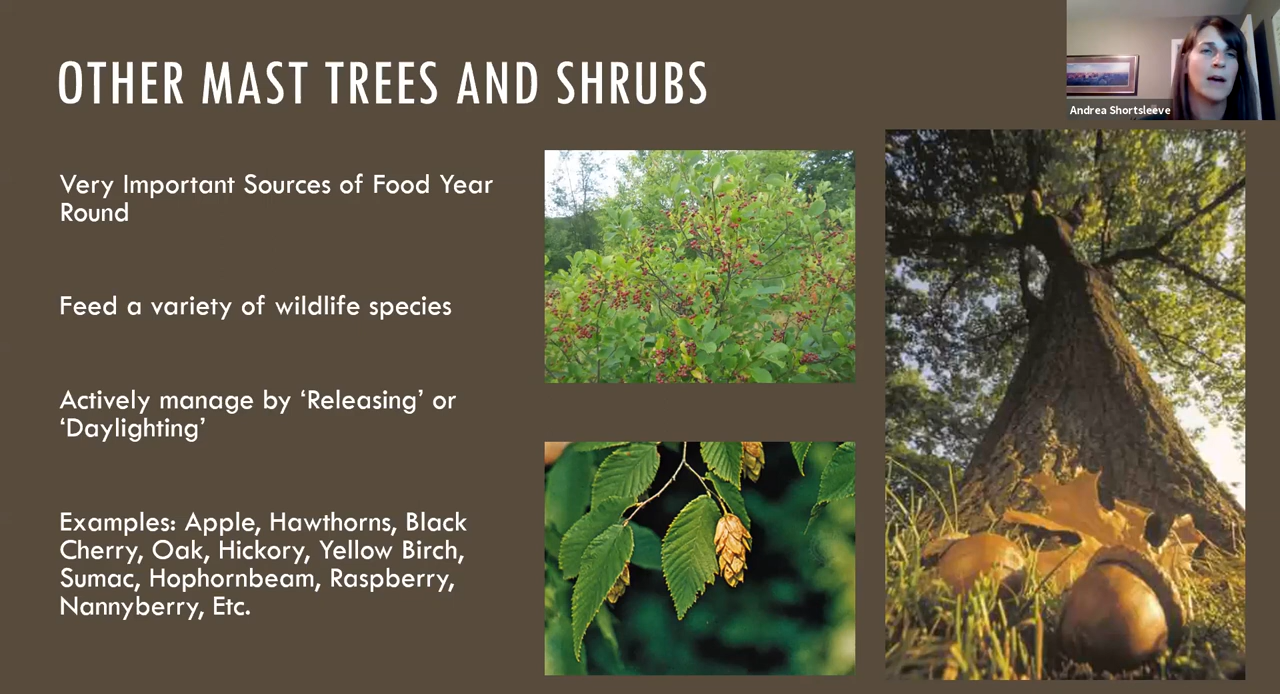 OTHER MAST TREES AND SHRUBS
Andrea Shortsleeve
Very Important Sources of Food Year
Round
Feed a variety of wildlife species
Actively manage by ‘Releasing’ or
‘Daylighting’
Examples: Apple, Hawthorns, Black
Cherry, Oak, Hickory, Yellow Birch,
Sumac, Hophornbeam, Raspberry,
Nannyberry, Etc.